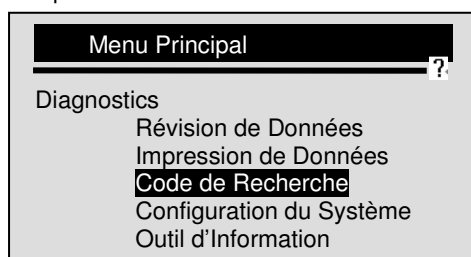 Menu Principal
?
Diagnostics
Révision de Données
Impression de Données
Code de Recherche
Configuration du Système
Outil d'Information